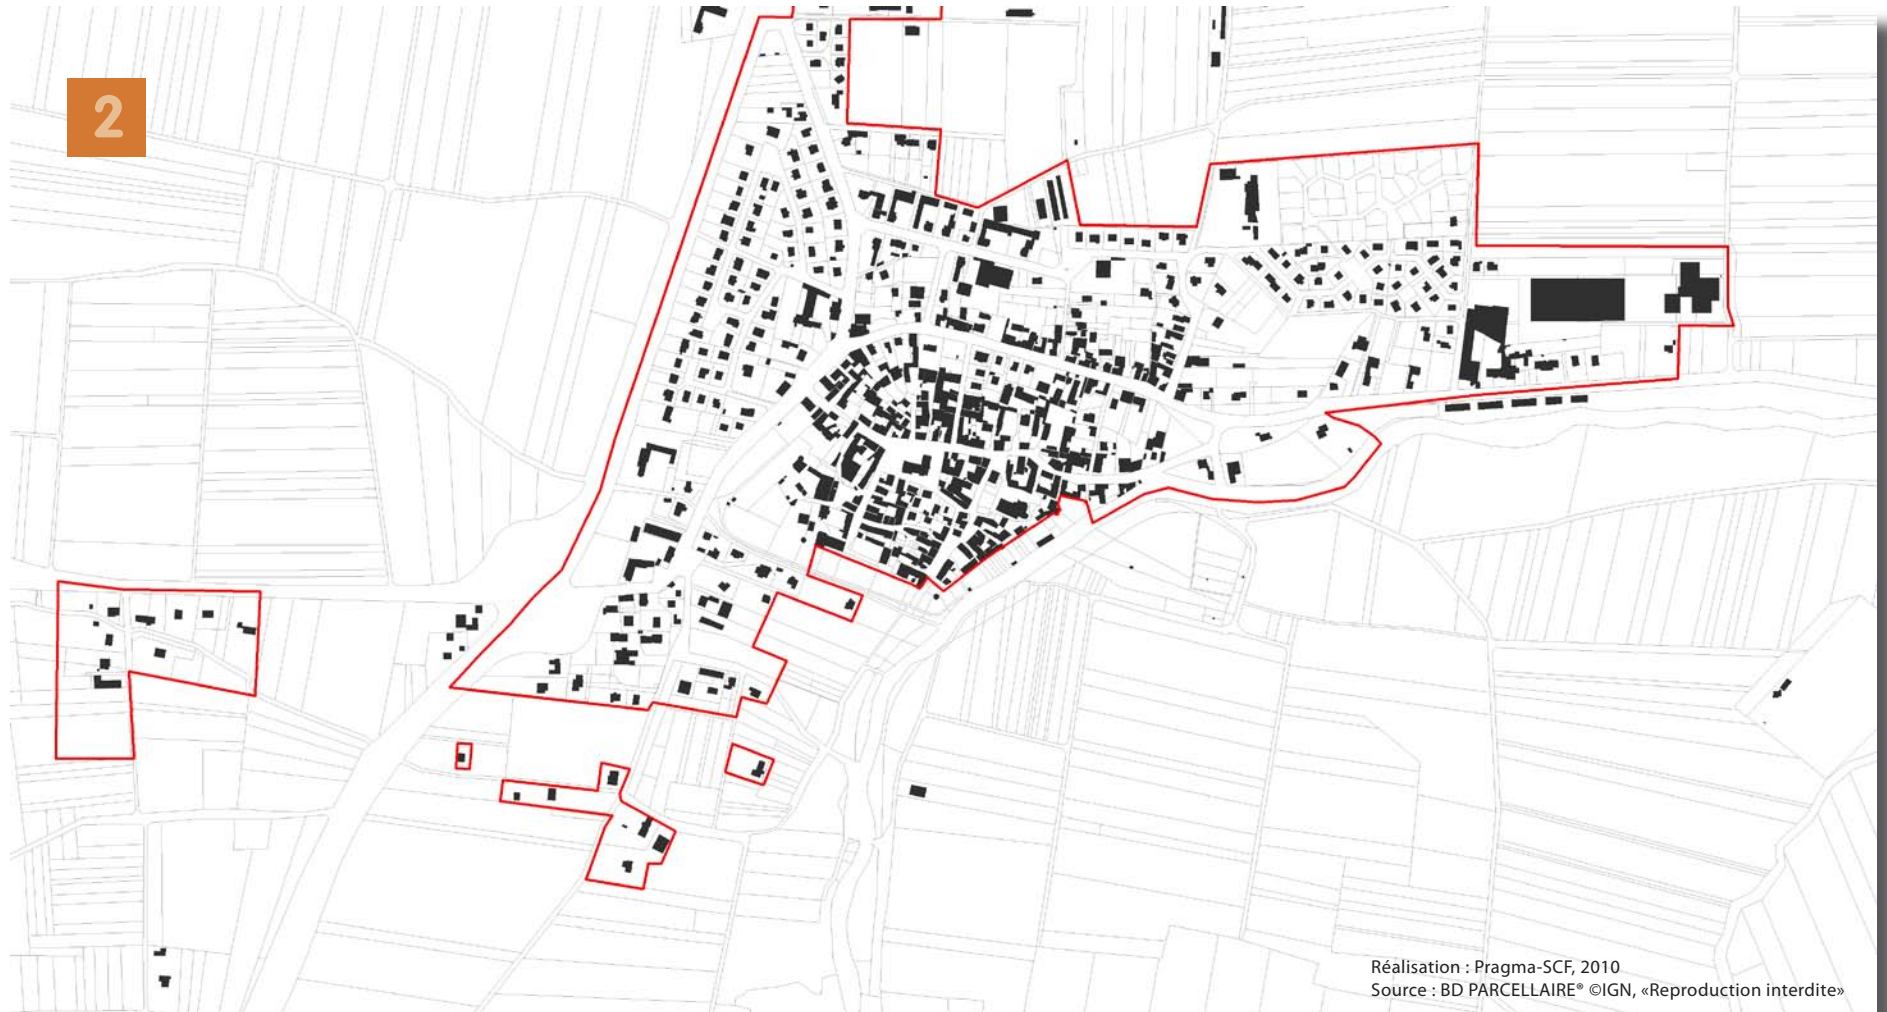 2
Réalisation : Pragma-SCF, 2010
Source : BD PARCELLAIRE® ©IGN, «Reproduction interdite»